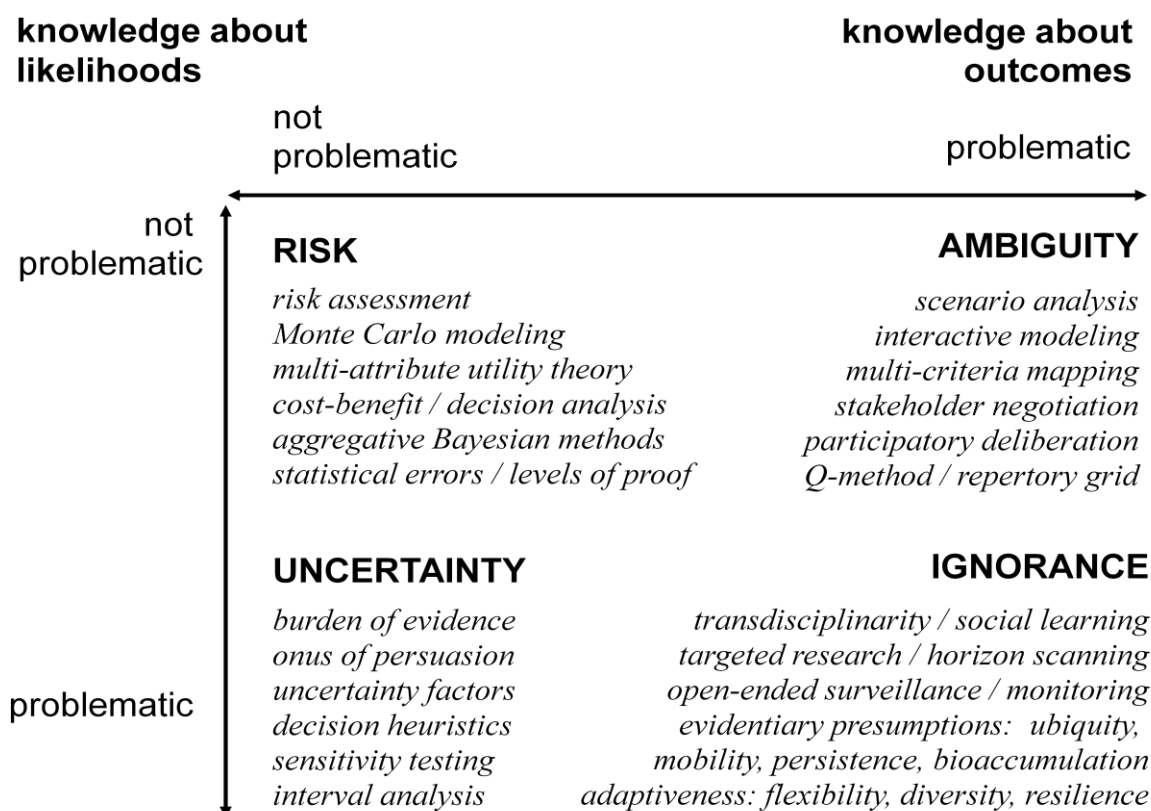 knowledge about
likelihoods
knowledge about
outcomes
not
problematic
problematic
not
problematic
RISK
risk assessment
Monte Carlo modeling
multi-attribute utility theory
cost-benefit / decision analysis
aggregative Bayesian methods
statistical errors / levels of proof
AMBIGUITY
scenario analysis
interactive modeling
multi-criteria mapping
stakeholder negotiation
participatory deliberation
Q-method / repertory grid
problematic
UNCERTAINTY
burden of evidence
onus of persuasion
uncertainty factors
decision heuristics
sensitivity testing
interval analysis
IGNORANCE
transdisciplinarity / social learning
targeted research / horizon scanning
open-ended surveillance / monitoring
evidentiary presumptions: ubiquity,
mobility, persistence, bioaccumulation
adaptiveness: flexibility, diversity, resilience